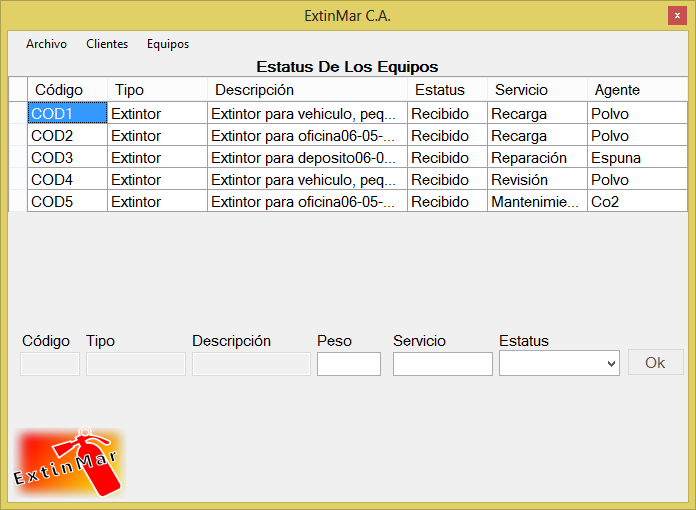 ExtinMar C.A.
x
Archivo Clientes Equipos
Estatus De Los Equipos
Código Tipo Descripción Estatus Servicio Agente
COD1 Extintor Extintor para vehiculo, peq... Recibido Recarga Polvo
COD2 Extintor Extintor para oficina06-05-... Recibido Recarga Polvo
COD3 Extintor Extintor para deposito06-0... Recibido Reparación Espuna
COD4 Extintor Extintor para vehiculo, peq... Recibido Revisión Polvo
COD5 Extintor Extintor para oficina06-05-... Recibido Mantenimie... Co2
Código Tipo Descripción Peso Servicio Estatus
Ok
ExtinMar